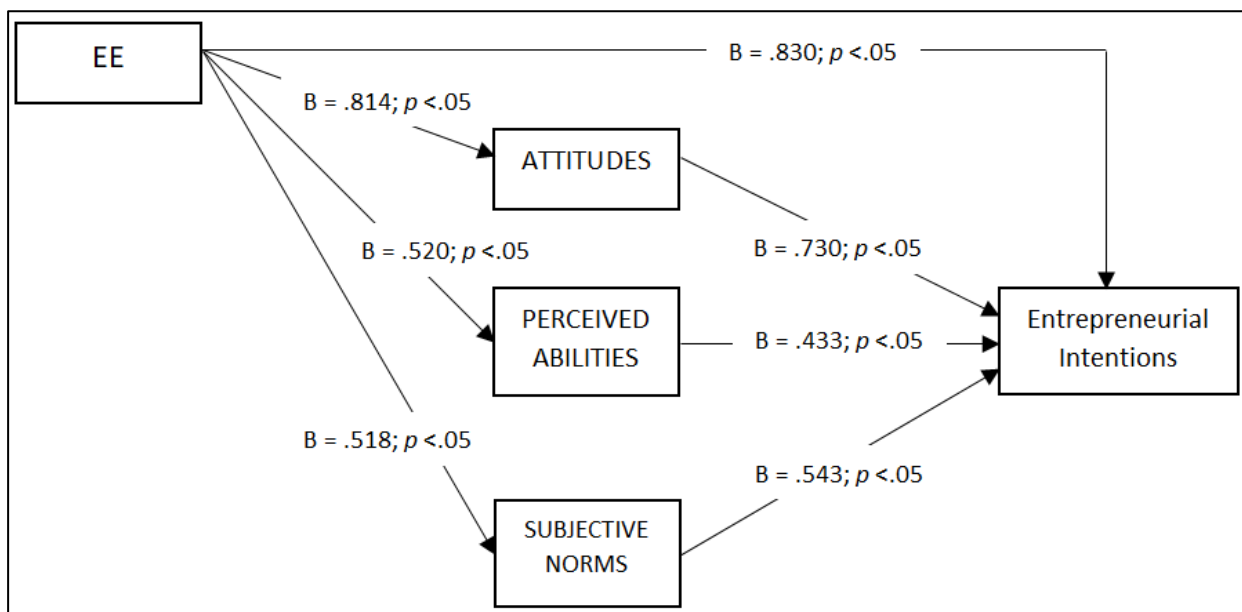 EE
B = .830; p <.05
B = .814; p <.05
ATTITUDES
B = .730; p <.05
B = .520; p <.05
PERCEIVED
ABILITIES
B = .433; p <.05
Entrepreneurial
Intentions
B = .518; p <.05
B = .543; p <.05
SUBJECTIVE
NORMS